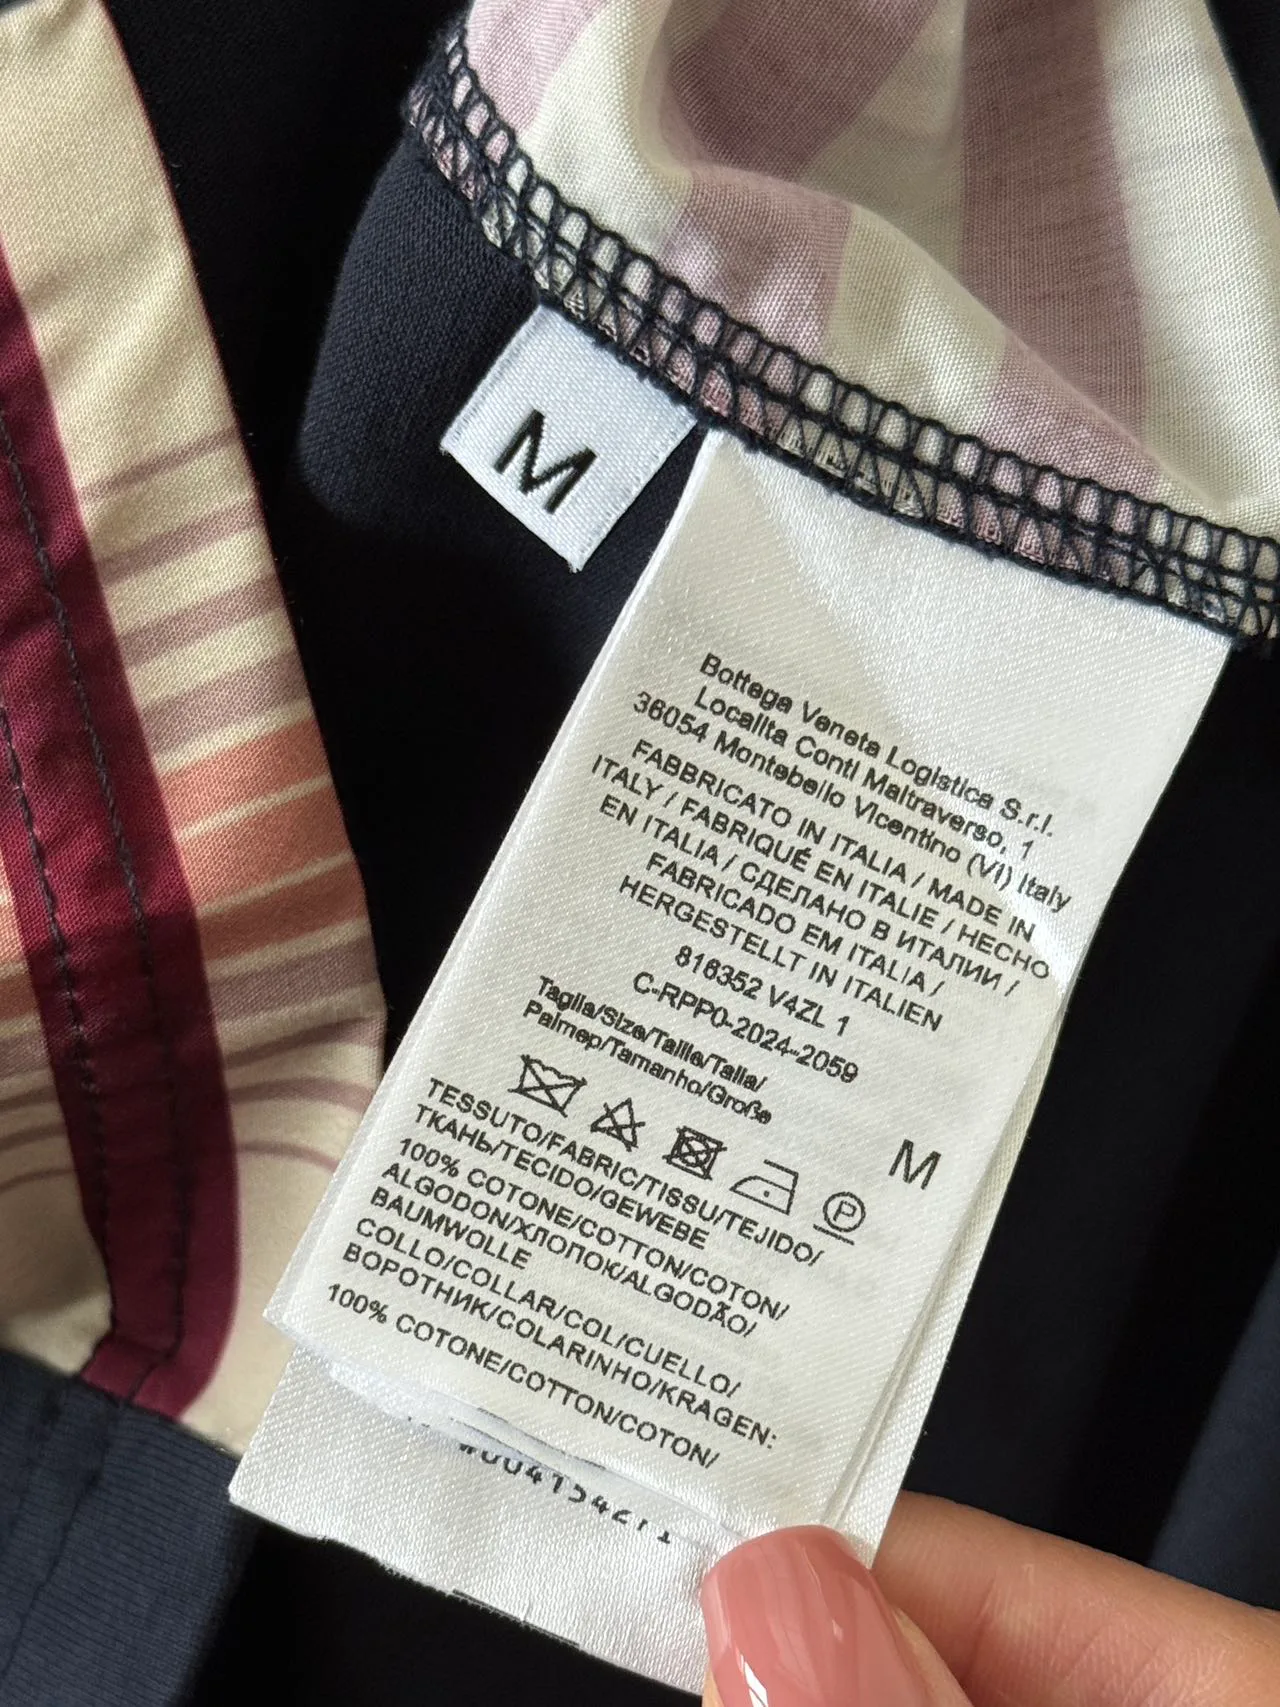 M
Bottega Veneta Logistica S.r.l.
Localita Conti Maltraverso, 1
36054 Montebello Vicentino (VI) Italy
FABBRICATO IN ITALIA / MADE IN
ITALY / FABRIQUÉ EN ITALIE / HECHO
EN ITALIA / СДЕЛАНО В ИТАЛИИ /
FABRICADO EM ITALIA /
HERGESTELLT IN ITALIEN
816352 V4ZL 1
C-RPP0-2024-2059
Taglia/Size/Taille/Talla/
Размер/Tamanho/Größe
M
P
TESSUTO/FABRIC/TISSU/TEJIDO/
ТКАНЬ/TECIDO/GEWEBE
100% COTONE/COTTON/COTON/
ALGODON/ХЛОПОК/ALGODÃO/
BAUMWOLLE
COLLO/COLLAR/COL/CUELLO/
ВОРОТНИК/COLARINHO/KRAGEN:
100% COTONE/COTTON/COTON/